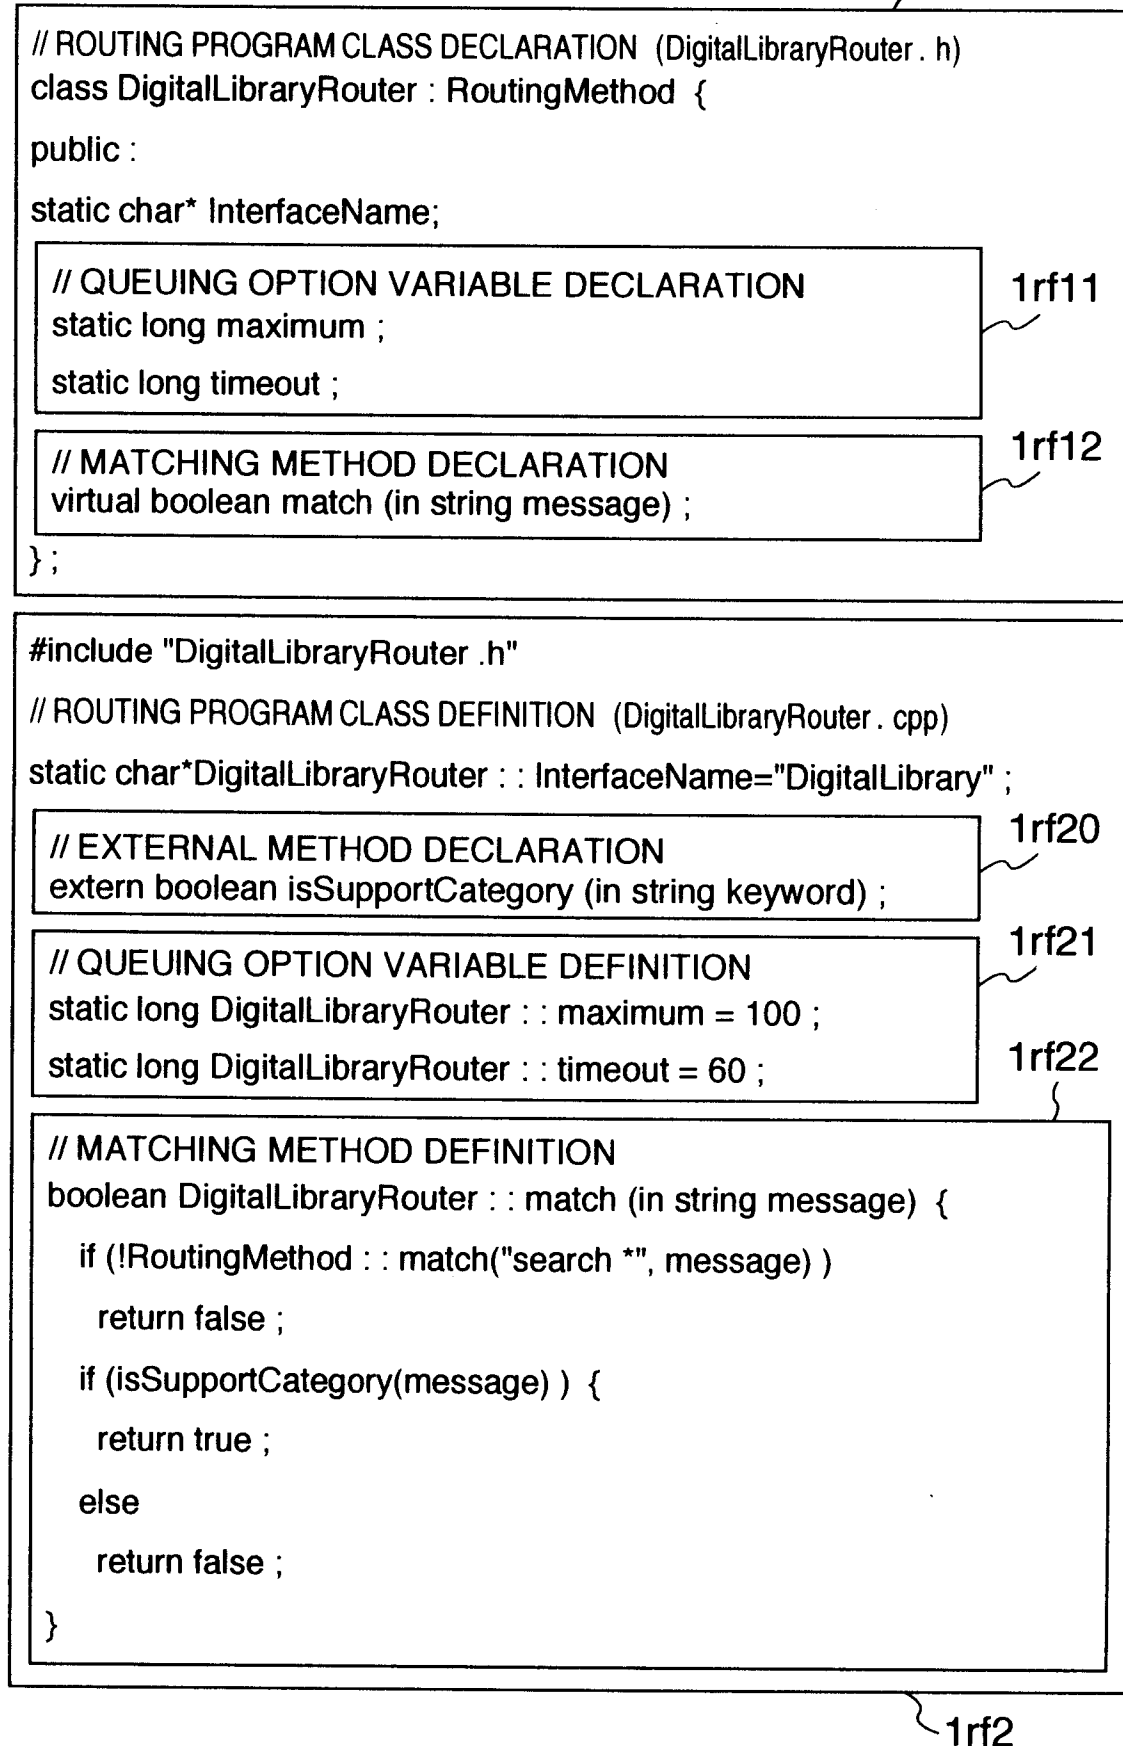 // ROUTING PROGRAM CLASS DECLARATION (DigitalLibraryRouter. h)
class DigitalLibraryRouter : RoutingMethod {
public :
static char* InterfaceName;
// QUEUING OPTION VARIABLE DECLARATION
1rf11
static long maximum ;
static long timeout ;
// MATCHING METHOD DECLARATION
1rf12
virtual boolean match (in string message) ;
} ;
#include "DigitalLibraryRouter .h"
// ROUTING PROGRAM CLASS DEFINITION (DigitalLibraryRouter. cpp)
static char*DigitalLibraryRouter : : InterfaceName="DigitalLibrary" ;
// EXTERNAL METHOD DECLARATION
1rf20
extern boolean isSupportCategory (in string keyword) ;
// QUEUING OPTION VARIABLE DEFINITION
1rf21
static long DigitalLibraryRouter : : maximum = 100 ;
static long DigitalLibraryRouter : : timeout = 60 ;
1rf22
// MATCHING METHOD DEFINITION
boolean DigitalLibraryRouter : : match (in string message) {
if (!RoutingMethod : : match("search *", message) )
return false ;
if (isSupportCategory(message) ) {
return true ;
else
return false ;
}
1rf2